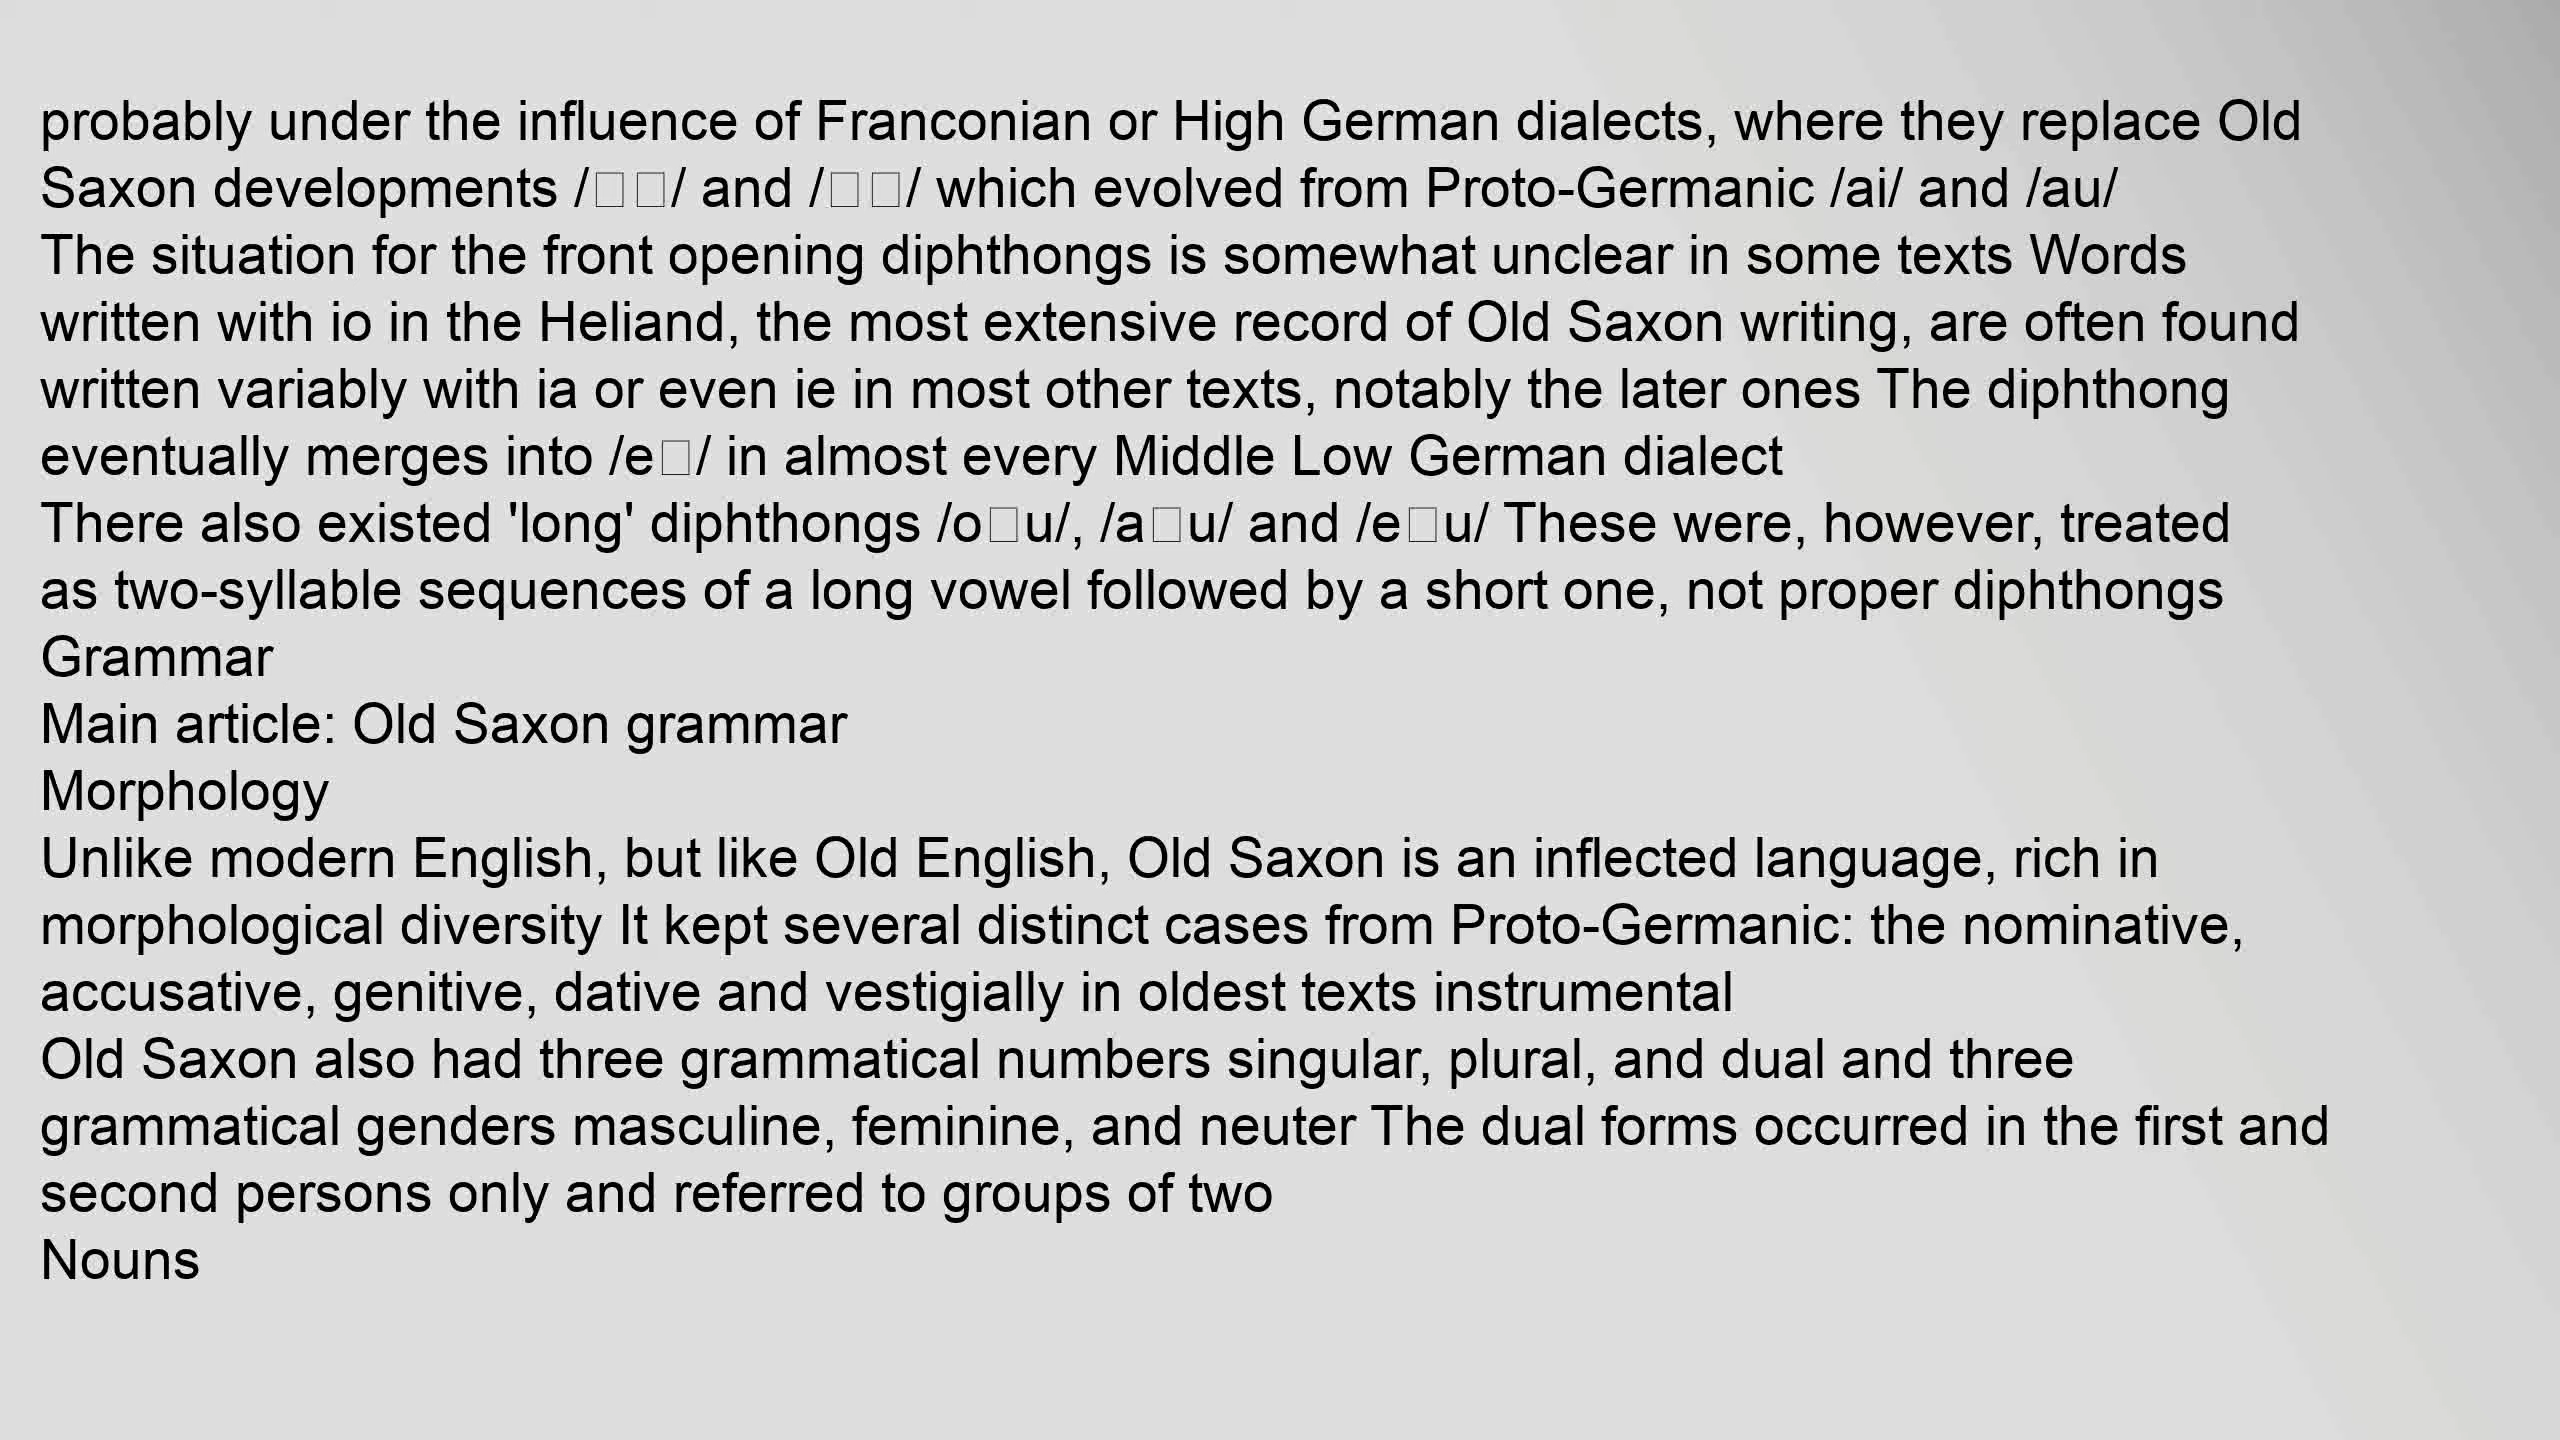 probably under the influence of Franconian or High German dialects, where they replace Old
Saxon developments /□□/ and /□□/ which evolved from Proto-Germanic /ai/ and /au/
The situation for the front opening diphthongs is somewhat unclear in some texts Words
written with io in the Heliand, the most extensive record of Old Saxon writing, are often found
written variably with ia or even ie in most other texts, notably the later ones The diphthong
eventually merges into /e□/ in almost every Middle Low German dialect
There also existed 'long' diphthongs /o□u/, /a□u/ and /e□u/ These were, however, treated
as two-syllable sequences of a long vowel followed by a short one, not proper diphthongs
Grammar
Main article: Old Saxon grammar
Morphology
Unlike modern English, but like Old English, Old Saxon is an inflected language, rich in
morphological diversity It kept several distinct cases from Proto-Germanic: the nominative,
accusative, genitive, dative and vestigially in oldest texts instrumental
Old Saxon also had three grammatical numbers singular, plural, and dual and three
grammatical genders masculine, feminine, and neuter The dual forms occurred in the first and
second persons only and referred to groups of two
Nouns